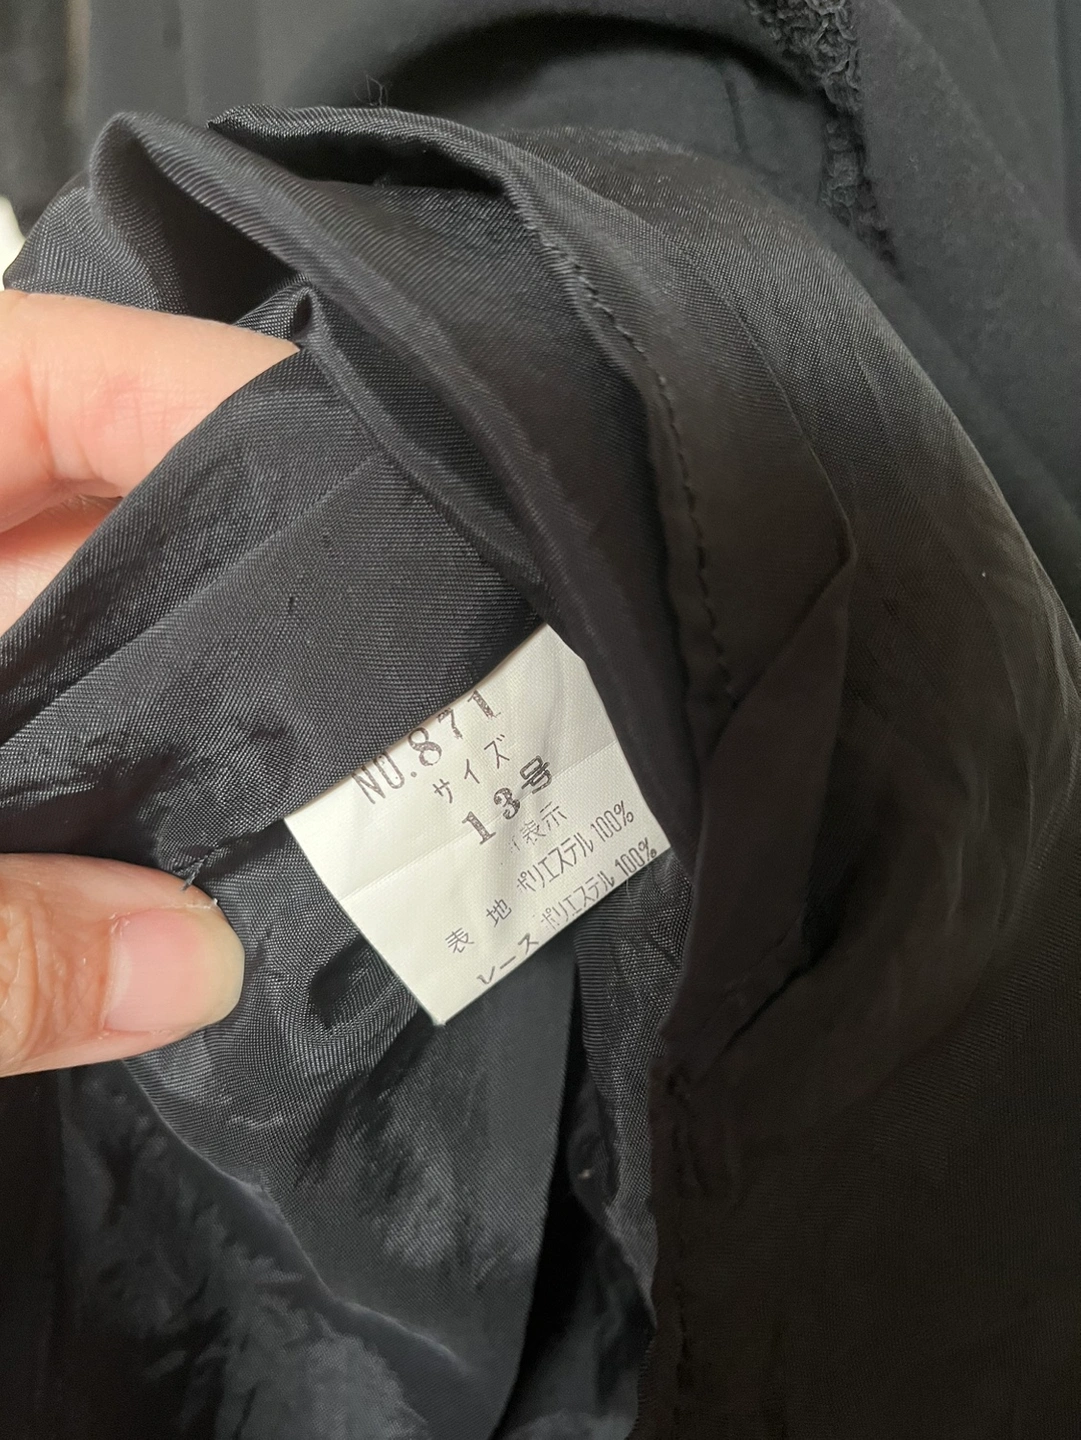 NO.871
サイズ
13号
表示
表 地 ポリエステル 100%
レース ポリエステル 100%